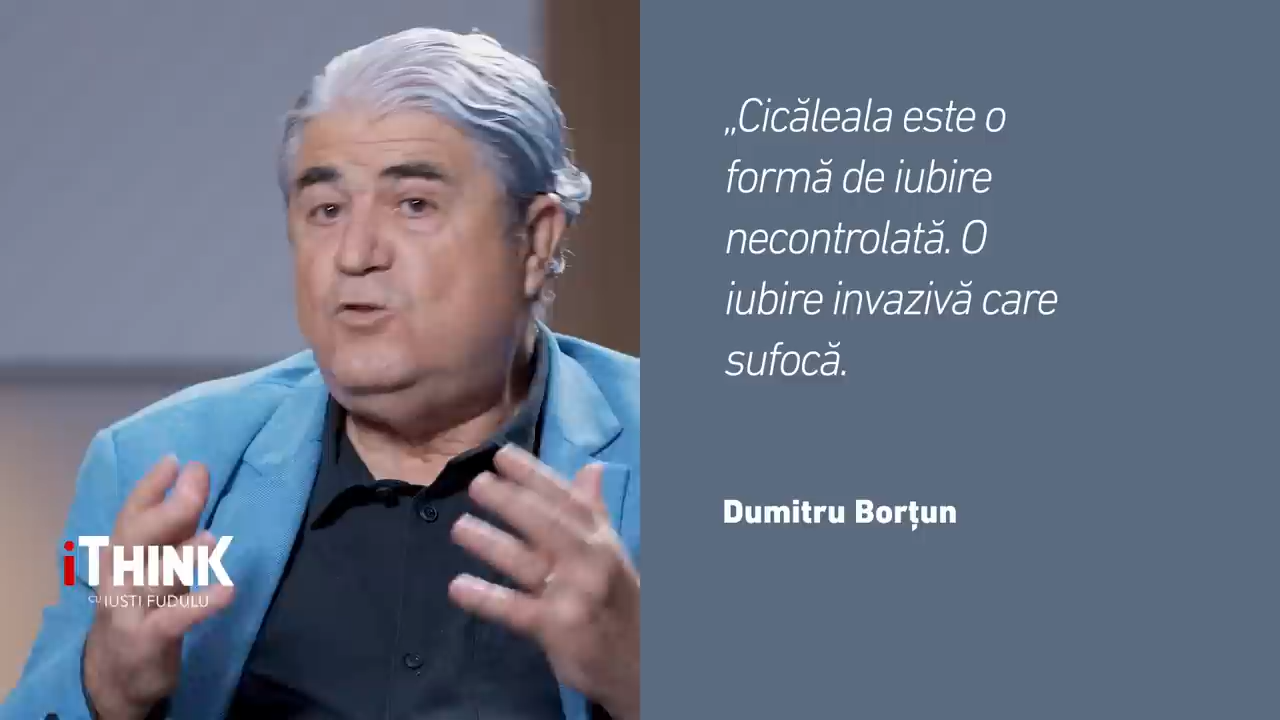 „Cicăleala este o
formă de iubire
necontrolată. O
iubire invazivă care
sufocă.
Dumitru Borțun
iTHINK
CU IUSTI FUDULU